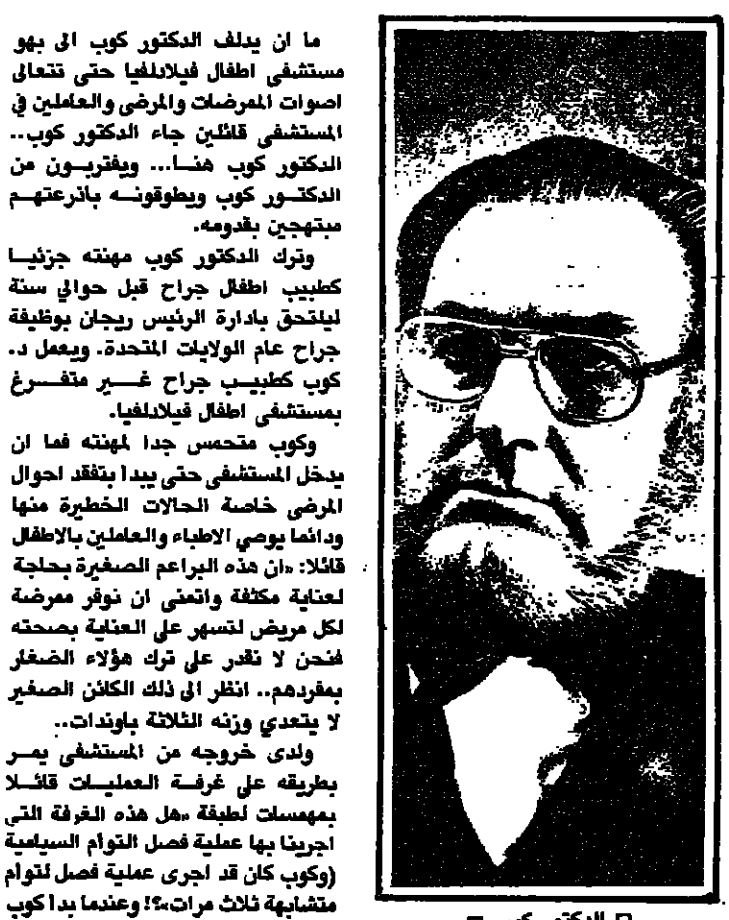 ما ان يدلف الدكتور كوب الى بهو
مستشفى اطفال فيلادلفيا حتى تتعالى
اصوات الممرضات والمرضى والعاملين في
المستشفى قائلين جاء الدكتور كوب..
الدكتور كوب هنا... ويقتربون من
الدكتور كوب ويطوقونه بأذرعتهم
مبتهجين بقدومه.
وترك الدكتور كوب مهنته جزئيا
كطبيب اطفال جراح قبل حوالي سنة
ليلتحق بادارة الرئيس ريجان بوظيفة
جراح عام الولايات المتحدة. ويعمل د.
كوب كطبيب جراح غير متفرغ
بمستشفى اطفال فيلادلفيا.
وكوب متحمس جدا لمهنته فما ان
يدخل المستشفى حتى يبدأ بتفقد احوال
المرضى خاصة الحالات الخطيرة منها
ودائما يوصي الاطباء والعاملين بالاطفال
قائلا: «ان هذه البراعم الصغيرة بحاجة
لعناية مكثفة واتمنى ان نوفر ممرضة
لكل مريض لتسهر على العناية بصحته
فنحن لا نقدر على ترك هؤلاء الصغار
بمفردهم.. انظر الى ذلك الكائن الصغير
لا يتعدي وزنه الثلاثة باوندات..
ولدى خروجه من المستشفى يمر
بطريقه على غرفة العمليات قائلا
بمهمسات لطيفة «هل هذه الغرفة التي
اجرينا بها عملية فصل التوأم السيامية
(وكوب كان قد اجرى عملية فصل لتوأم
متشابهة ثلاث مرات»؟! وعندما بدأ كوب
الدكتور كوب